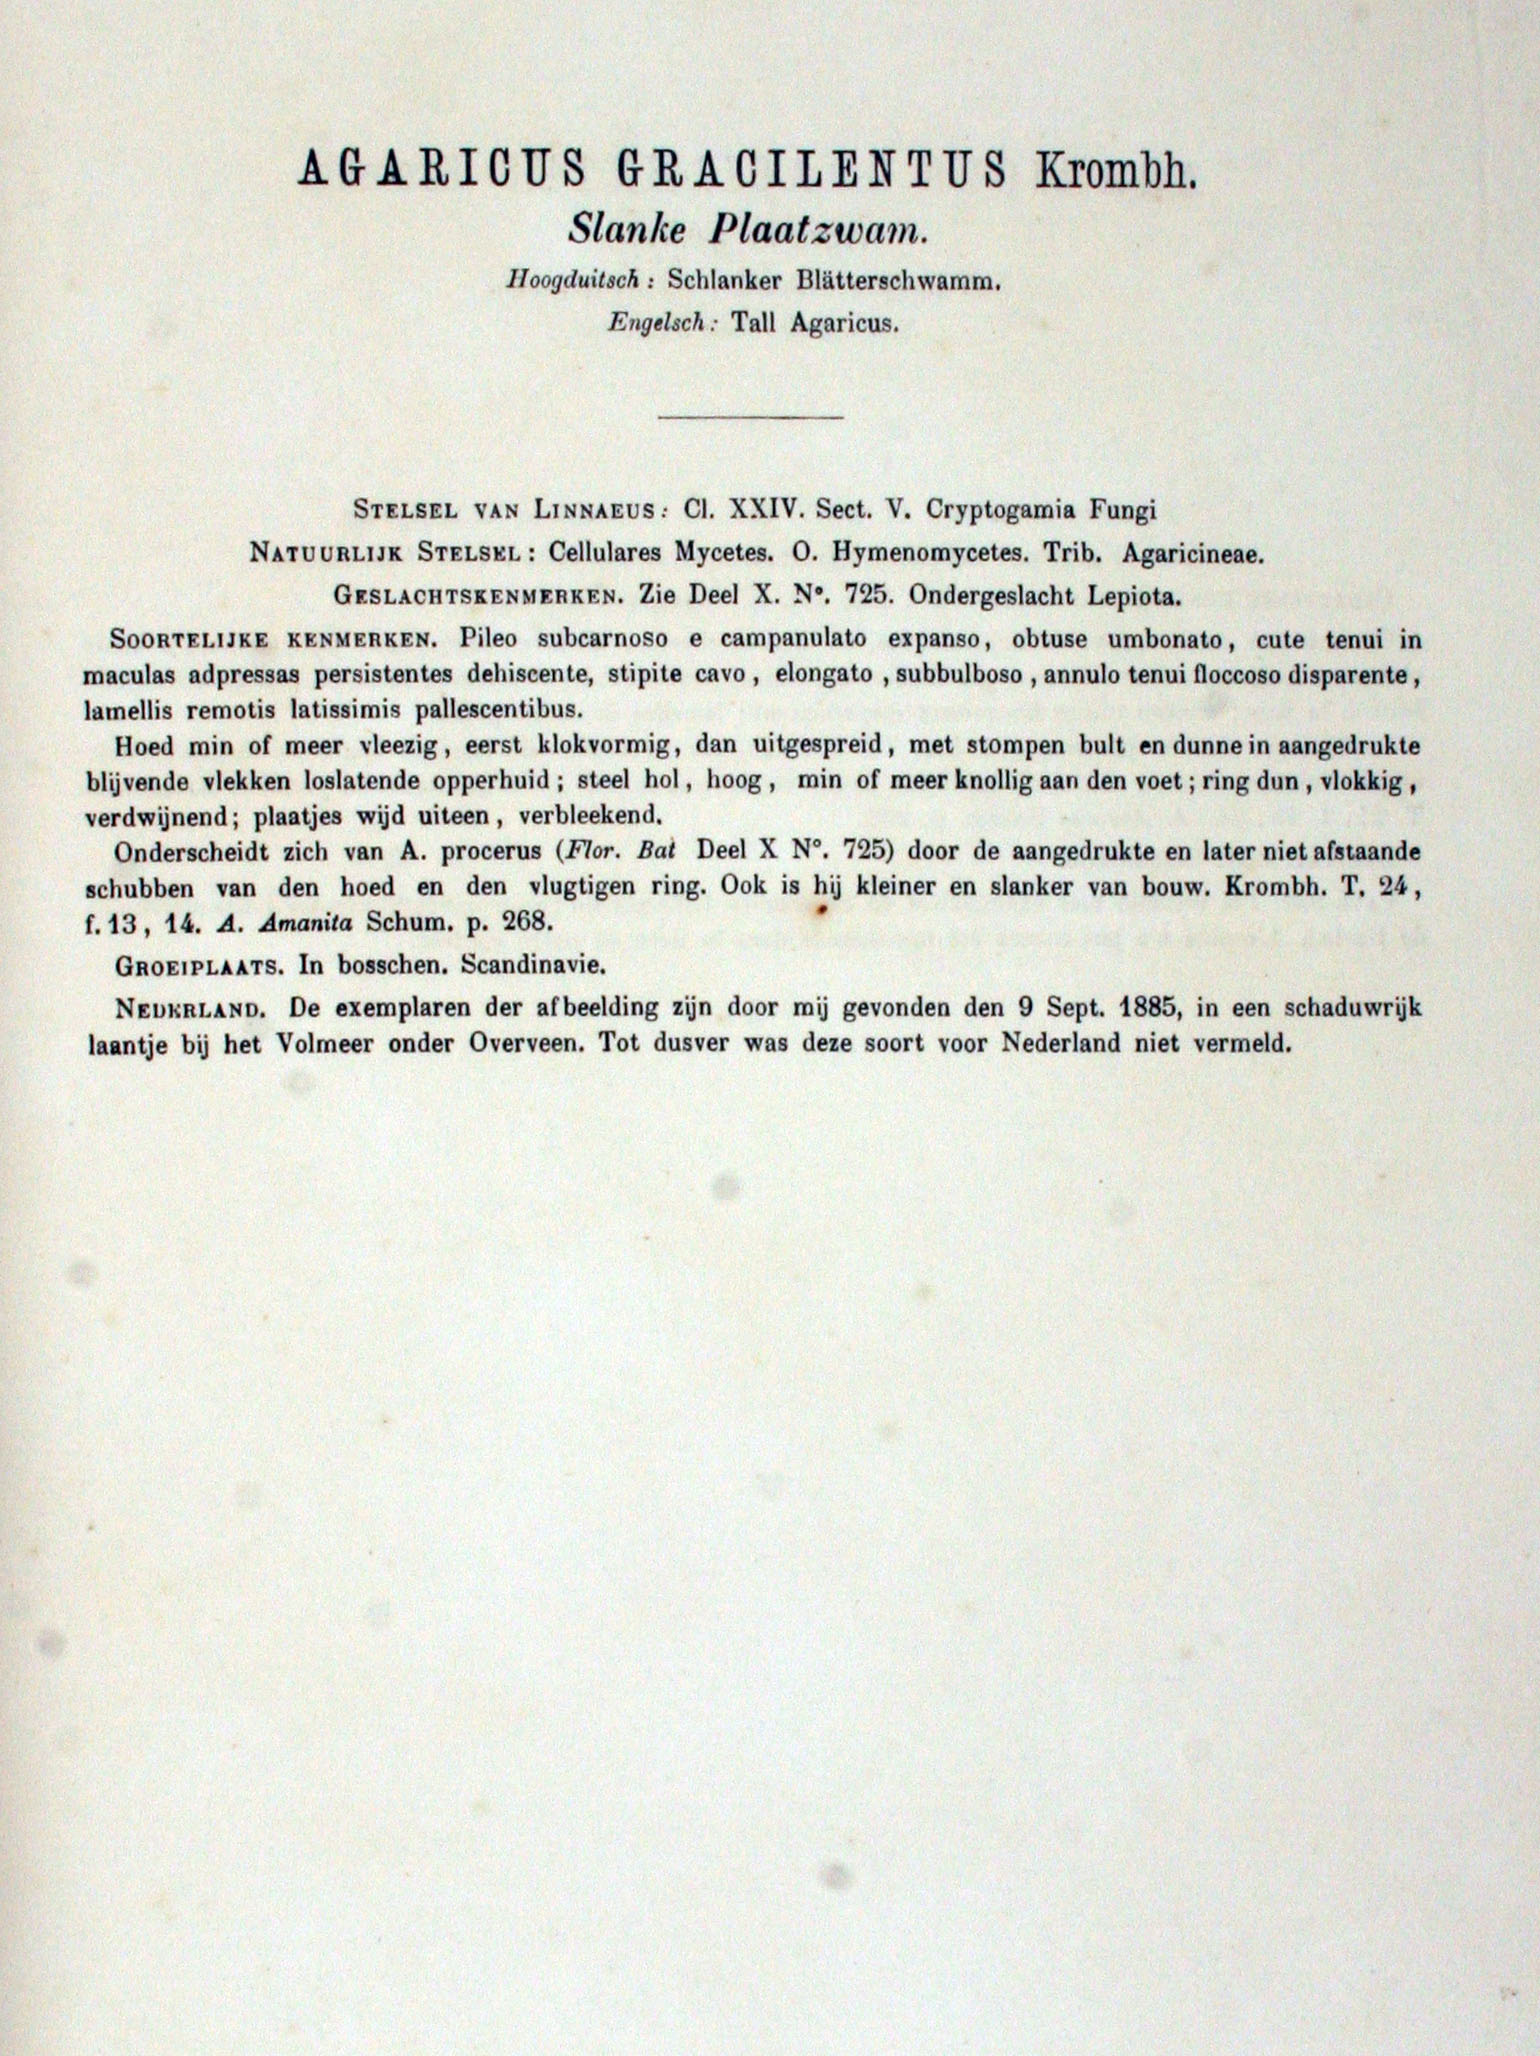 AGARICUS GRACILENTUS Krombh.
Slanke Plaatzwam.
Hoogduitsch: Schlanker Blätterschwamm.
Engelsch: Tall Agaricus.
STELSEL VAN LINNAEUS: Cl. XXIV. Sect. V. Cryptogamia Fungi
NATUURLIJK STELSEL: Cellulares Mycetes. O. Hymenomycetes. Trib. Agaricineae.
GESLACHTSKENMERKEN. Zie Deel X. N°. 725. Ondergeslacht Lepiota.
SOORTELIJKE KENMERKEN. Pileo subcarnoso e campanulato expanso, obtuse umbonato, cute tenui in
maculas adpressas persistentes dehiscente, stipite cavo, elongato, subbulboso, annulo tenui floccoso disparente,
lamellis remotis latissimis pallescentibus.
Hoed min of meer vleezig, eerst klokvormig, dan uitgespreid, met stompen bult en dunne in aangedrukte
blijvende vlekken loslatende opperhuid; steel hol, hoog, min of meer knollig aan den voet; ring dun, vlokkig,
verdwijnend; plaatjes wijd uiteen, verbleekend.
Onderscheidt zich van A. procerus (Flor. Bat Deel X N°. 725) door de aangedrukte en later niet afstaande
schubben van den hoed en den vlugtigen ring. Ook is hij kleiner en slanker van bouw. Krombh. T. 24,
f. 13, 14. A. Amanita Schum. p. 268.
GROEIPLAATS. In bosschen. Scandinavie.
NEDERLAND. De exemplaren der afbeelding zijn door mij gevonden den 9 Sept. 1885, in een schaduwrijk
laantje bij het Volmeer onder Overveen. Tot dusver was deze soort voor Nederland niet vermeld.